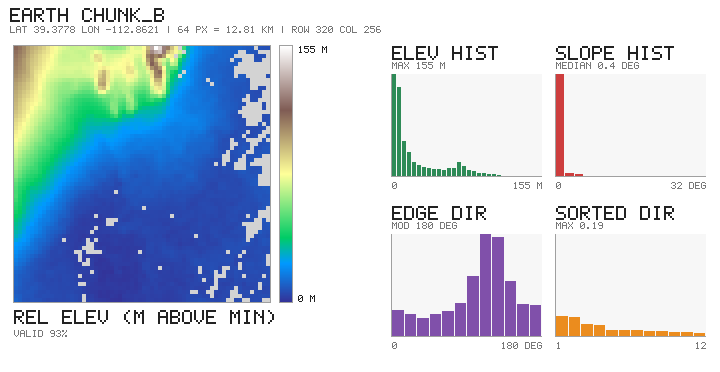 EARTH CHUNK_B
LAT 39.3778 LON -112.8621 | 64 PX = 12.81 KM | ROW 320 COL 256
155 M
0 M
REL ELEV (M ABOVE MIN)
VALID 93%
ELEV HIST
MAX 155 M
0 155 M
SLOPE HIST
MEDIAN 0.4 DEG
0 32 DEG
EDGE DIR
MOD 180 DEG
0 180 DEG
SORTED DIR
MAX 0.19
1 12